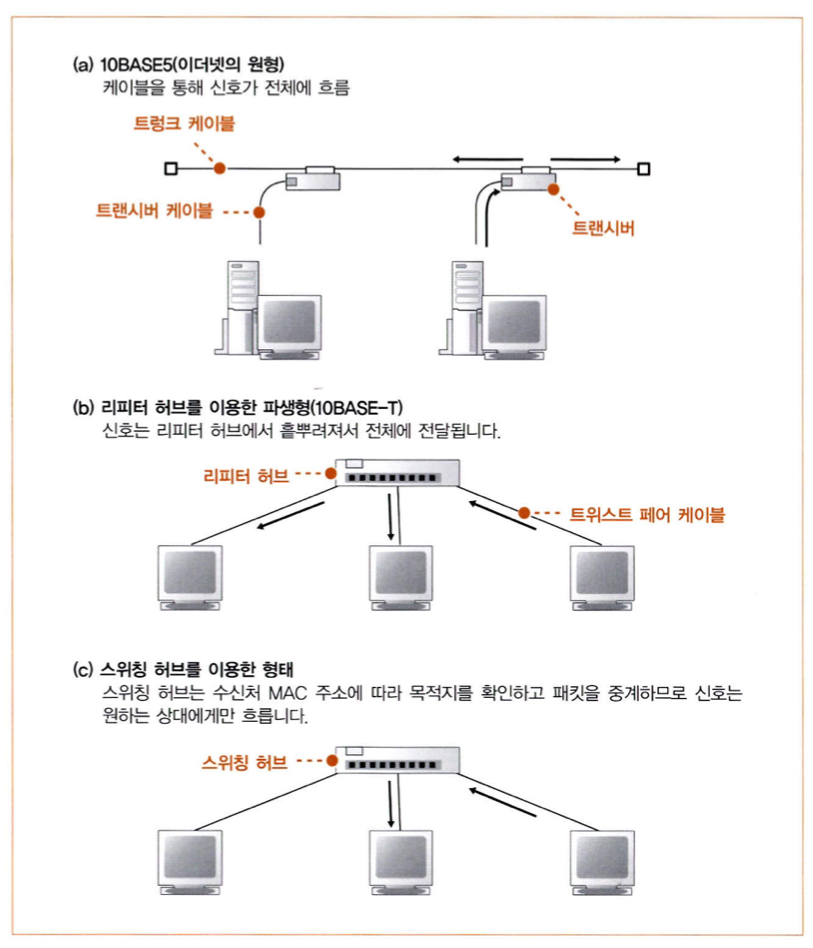 (a) 10BASE5(이더넷의 원형)
케이블을 통해 신호가 전체에 흐름
트렁크 케이블
트랜시버 케이블
트랜시버
(b) 리피터 허브를 이용한 파생형(10BASE-T)
신호는 리피터 허브에서 흩뿌려져서 전체에 전달됩니다.
리피터 허브
트위스트 페어 케이블
(c) 스위칭 허브를 이용한 형태
스위칭 허브는 수신처 MAC 주소에 따라 목적지를 확인하고 패킷을 중계하므로 신호는
원하는 상대에게만 흐릅니다.
스위칭 허브